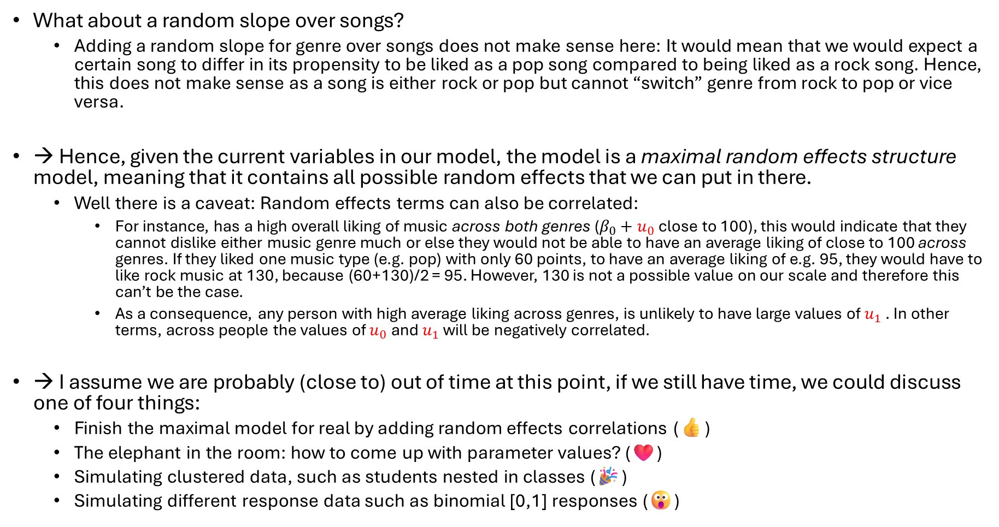 • What about a random slope over songs?
• Adding a random slope for genre over songs does not make sense here: It would mean that we would expect a
certain song to differ in its propensity to be liked as a pop song compared to being liked as a rock song. Hence,
this does not make sense as a song is either rock or pop but cannot “switch” genre from rock to pop or vice
versa.
• → Hence, given the current variables in our model, the model is a maximal random effects structure
model, meaning that it contains all possible random effects that we can put in there.
• Well there is a caveat: Random effects terms can also be correlated:
• For instance, has a high overall liking of music across both genres (β₀ + u₀ close to 100), this would indicate that they
cannot dislike either music genre much or else they would not be able to have an average liking of close to 100 across
genres. If they liked one music type (e.g. pop) with only 60 points, to have an average liking of e.g. 95, they would have to
like rock music at 130, because (60+130)/2 = 95. However, 130 is not a possible value on our scale and therefore this
can’t be the case.
• As a consequence, any person with high average liking across genres, is unlikely to have large values of u₁ . In other
terms, across people the values of u₀ and u₁ will be negatively correlated.
• → I assume we are probably (close to) out of time at this point, if we still have time, we could discuss
one of four things:
• Finish the maximal model for real by adding random effects correlations (👍)
• The elephant in the room: how to come up with parameter values? (❤️)
• Simulating clustered data, such as students nested in classes (🎉)
• Simulating different response data such as binomial [0,1] responses (😮)